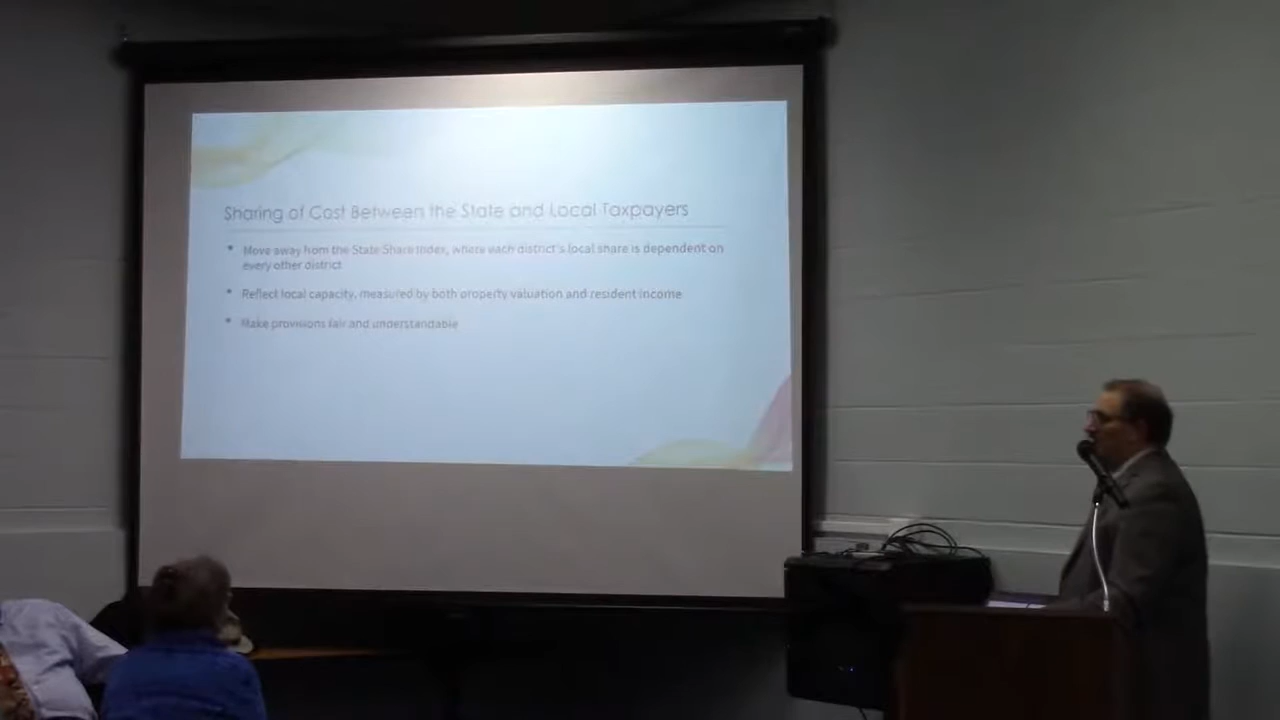 Sharing of Cost Between the State and Local Taxpayers
• Move away from the State Share Index, where each district's local share is dependent on
every other district
• Reflect local capacity, measured by both property valuation and resident income
• Make provisions fair and understandable